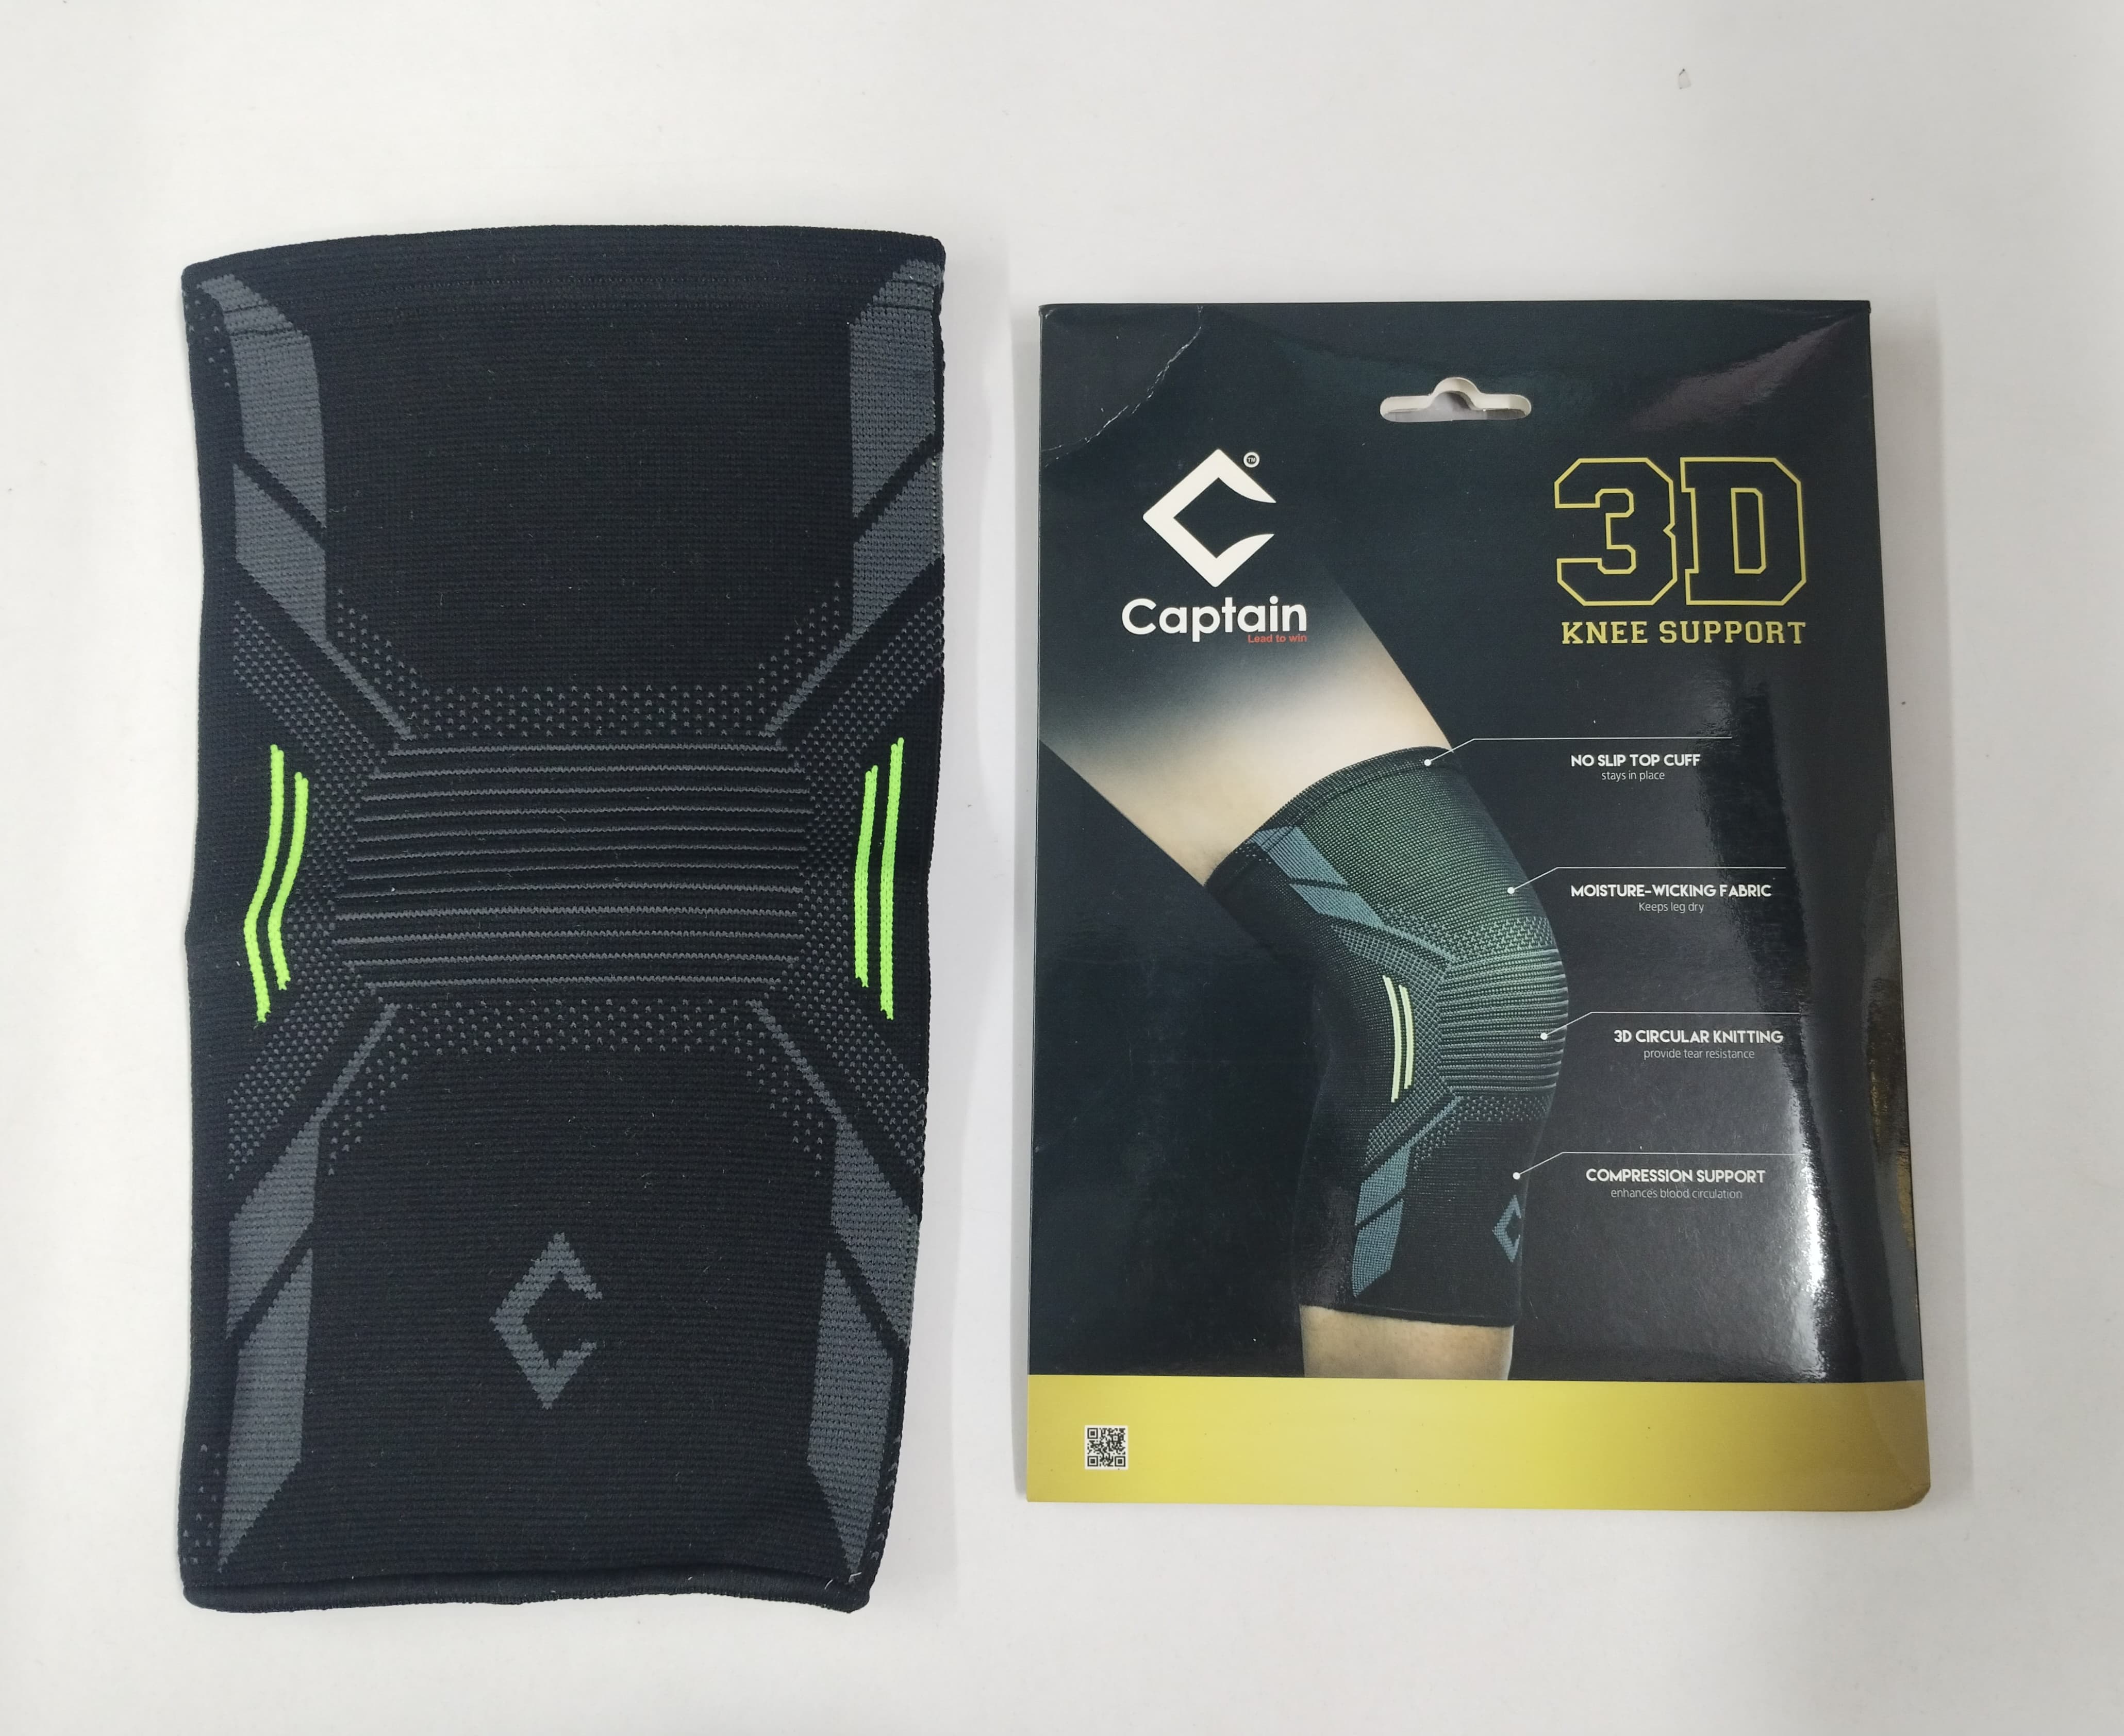 TM
Captain
Lead to win
3D
KNEE SUPPORT
NO SLIP TOP CUFF
stays in place
MOISTURE-WICKING FABRIC
Keeps leg dry
3D CIRCULAR KNITTING
provide tear resistance
COMPRESSION SUPPORT
enhances blood circulation